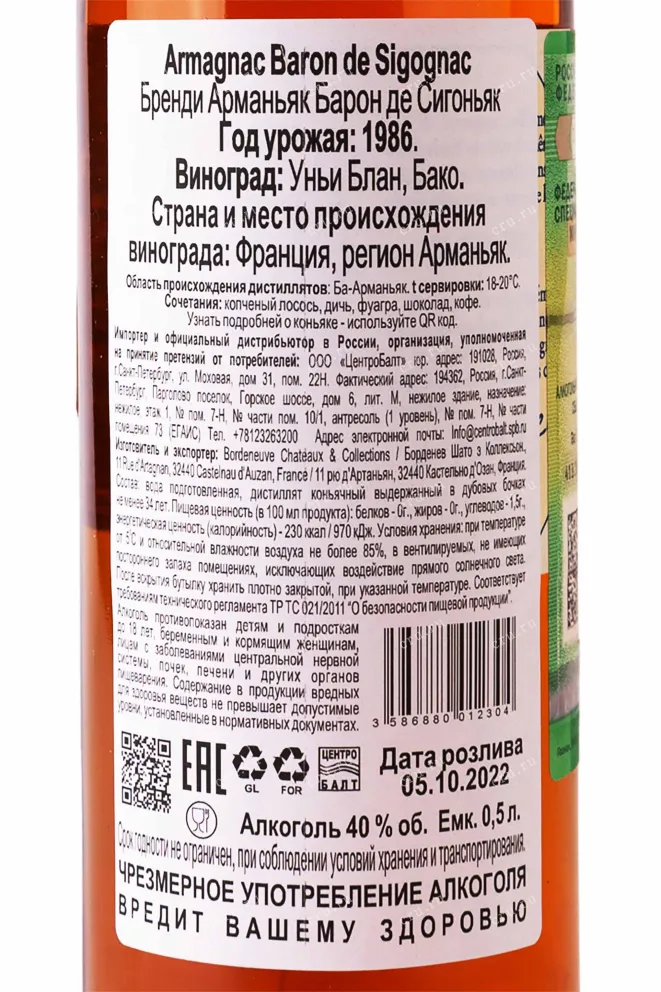 Armagnac Baron de Sigognac
Бренди Арманьяк Барон де Сигоньяк
Год урожая: 1986.
Виноград: Уньи Блан, Бако.
Страна и место происхождения
винограда: Франция, регион Арманьяк.
Область происхождения дистиллятов: Ба-Арманьяк. t сервировки: 18-20°C.
Сочетания: копченый лосось, дичь, фуагра, шоколад, кофе.
Узнать подробней о коньяке - используйте QR код.
Импортер и официальный дистрибьютор в России, организация, уполномоченная
на принятие претензий от потребителей: ООО «ЦентроБалт» юр. адрес: 191028, Россия,
г.Санкт-Петербург, ул. Моховая, дом 31, пом. 22Н. Фактический адрес: 194362, Россия, г.Санкт-
Петербург, Парголово поселок, Горское шоссе, дом 6, лит. М, нежилое здание, назначение:
нежилое, этаж 1, № пом. 7-Н, № части пом. 10/1, антресоль (1 уровень), № пом. 7-Н, № части
помещения 73 (ЕГАИС) Тел. +78123263200 Адрес электронной почты: Info@centrobalt.spb.ru
Изготовитель и экспортер: Bordeneuve Chateaux & Collections / Борденев Шато э Коллексьон,
11 Rue d'Artagnan, 32440 Castelnau d'Auzan, France / 11 рю д'Артаньян, 32440 Кастельно д'Озан, Франция.
Состав: вода подготовленная, дистиллят коньячный выдержанный в дубовых бочках
не менее 34 лет. Пищевая ценность (в 100 мл продукта): белков - 0г., жиров - 0г., углеводов - 1,5г.,
энергетическая ценность (калорийность) - 230 ккал / 970 кДж. Условия хранения: при температуре
от 5°C и относительной влажности воздуха не более 85%, в вентилируемых, не имеющих
постороннего запаха помещениях, исключающих воздействие прямого солнечного света.
После вскрытия бутылку хранить плотно закрытой, при указанной температуре. Соответствует
требованиям технического регламента ТР ТС 021/2011 "О безопасности пищевой продукции".
Алкоголь противопоказан детям и подросткам
до 18 лет, беременным и кормящим женщинам,
лицам с заболеваниями центральной нервной
системы, почек, печени и других органов
пищеварения. Содержание в продукции вредных
для здоровья веществ не превышает допустимые
уровни, установленные в нормативных документах.
3 586880 012304
EAC
GL
FOR
ЦЕНТРО
БАЛТ
Дата розлива
05.10.2022
Алкоголь 40 % об. Емк. 0,5 л.
Срок годности не ограничен, при соблюдении условий хранения и транспортирования.
ЧРЕЗМЕРНОЕ УПОТРЕБЛЕНИЕ АЛКОГОЛЯ
ВРЕДИТ ВАШЕМУ ЗДОРОВЬЮ
cru.ru